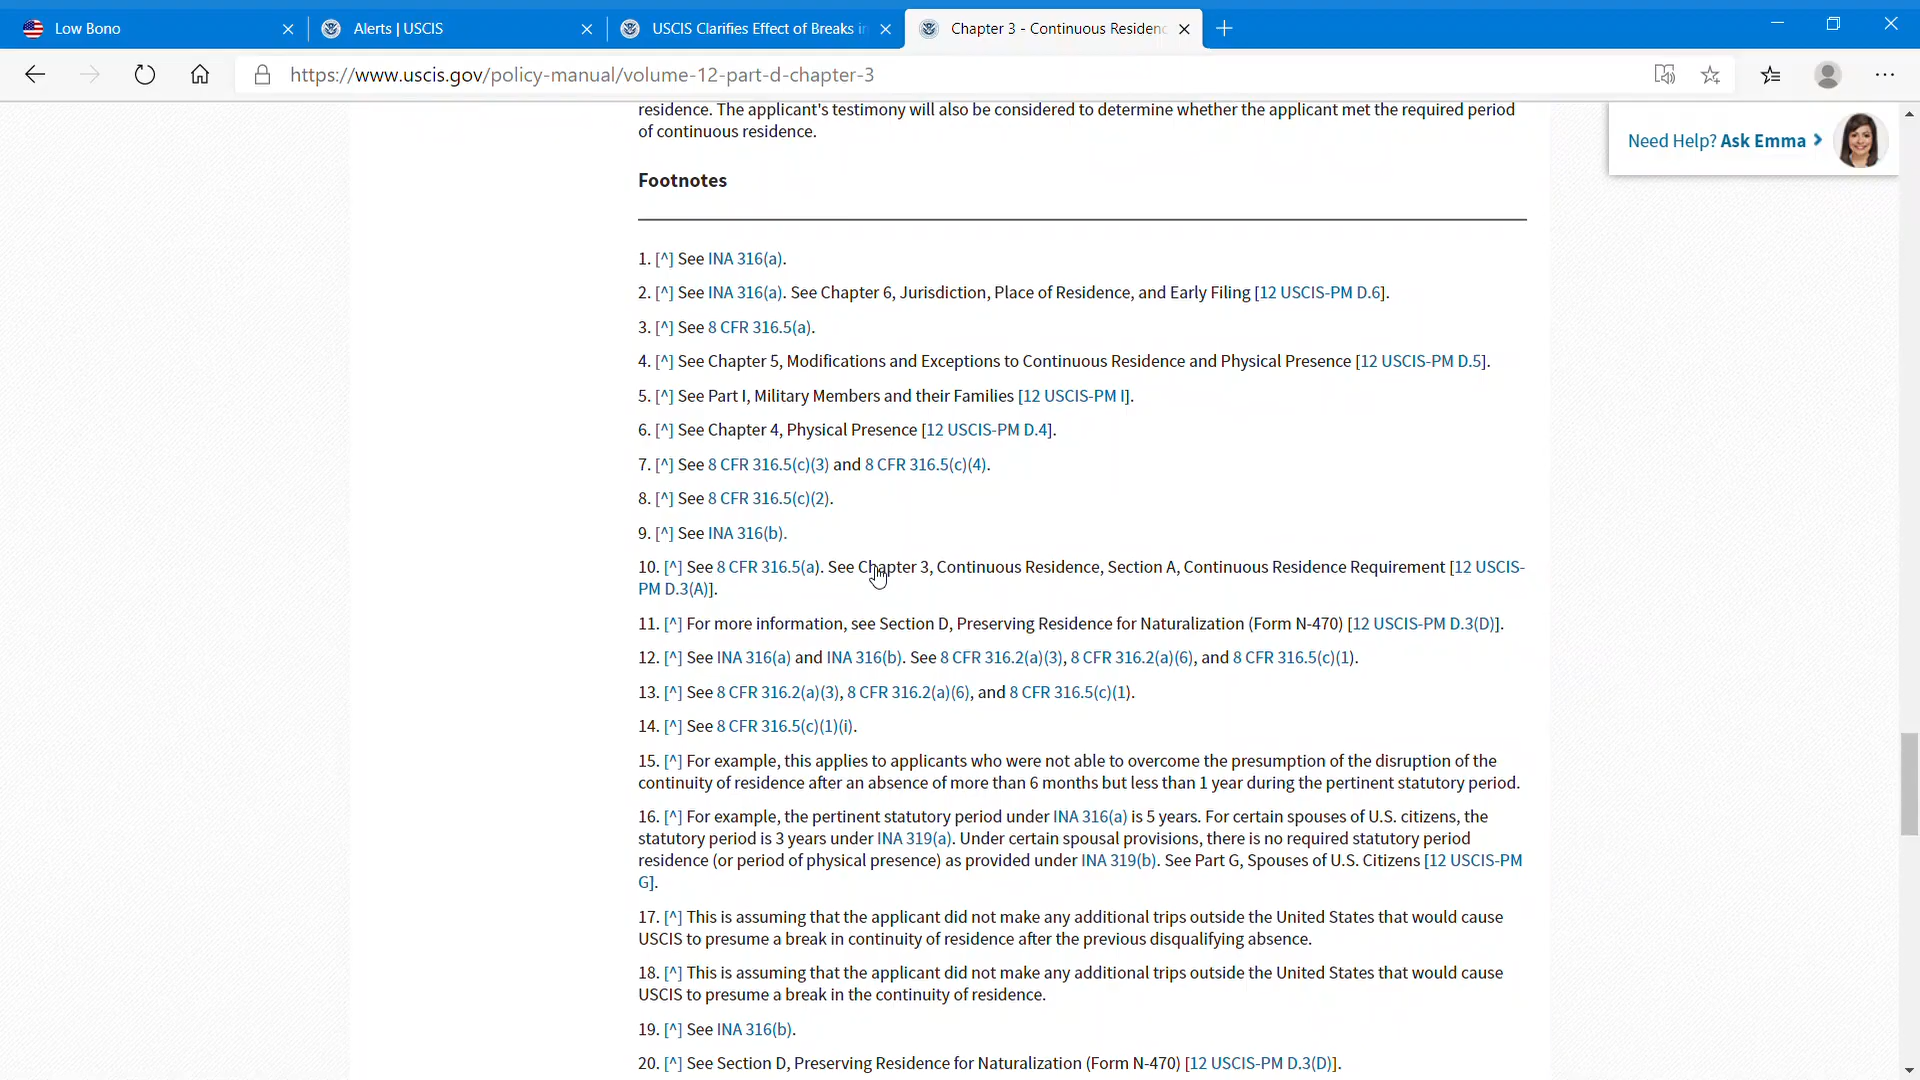 Low Bono
Alerts | USCIS
USCIS Clarifies Effect of Breaks in
Chapter 3 - Continuous Residenc
https://www.uscis.gov/policy-manual/volume-12-part-d-chapter-3
Need Help? Ask Emma
residence. The applicant's testimony will also be considered to determine whether the applicant met the required period
of continuous residence.
Footnotes
1. [^] See INA 316(a).
2. [^] See INA 316(a). See Chapter 6, Jurisdiction, Place of Residence, and Early Filing [12 USCIS-PM D.6].
3. [^] See 8 CFR 316.5(a).
4. [^] See Chapter 5, Modifications and Exceptions to Continuous Residence and Physical Presence [12 USCIS-PM D.5].
5. [^] See Part I, Military Members and their Families [12 USCIS-PM I].
6. [^] See Chapter 4, Physical Presence [12 USCIS-PM D.4].
7. [^] See 8 CFR 316.5(c)(3) and 8 CFR 316.5(c)(4).
8. [^] See 8 CFR 316.5(c)(2).
9. [^] See INA 316(b).
10. [^] See 8 CFR 316.5(a). See Chapter 3, Continuous Residence, Section A, Continuous Residence Requirement [12 USCIS-
PM D.3(A)].
11. [^] For more information, see Section D, Preserving Residence for Naturalization (Form N-470) [12 USCIS-PM D.3(D)].
12. [^] See INA 316(a) and INA 316(b). See 8 CFR 316.2(a)(3), 8 CFR 316.2(a)(6), and 8 CFR 316.5(c)(1).
13. [^] See 8 CFR 316.2(a)(3), 8 CFR 316.2(a)(6), and 8 CFR 316.5(c)(1).
14. [^] See 8 CFR 316.5(c)(1)(i).
15. [^] For example, this applies to applicants who were not able to overcome the presumption of the disruption of the
continuity of residence after an absence of more than 6 months but less than 1 year during the pertinent statutory period.
16. [^] For example, the pertinent statutory period under INA 316(a) is 5 years. For certain spouses of U.S. citizens, the
statutory period is 3 years under INA 319(a). Under certain spousal provisions, there is no required statutory period
residence (or period of physical presence) as provided under INA 319(b). See Part G, Spouses of U.S. Citizens [12 USCIS-PM
G].
17. [^] This is assuming that the applicant did not make any additional trips outside the United States that would cause
USCIS to presume a break in continuity of residence after the previous disqualifying absence.
18. [^] This is assuming that the applicant did not make any additional trips outside the United States that would cause
USCIS to presume a break in the continuity of residence.
19. [^] See INA 316(b).
20. [^] See Section D, Preserving Residence for Naturalization (Form N-470) [12 USCIS-PM D.3(D)].